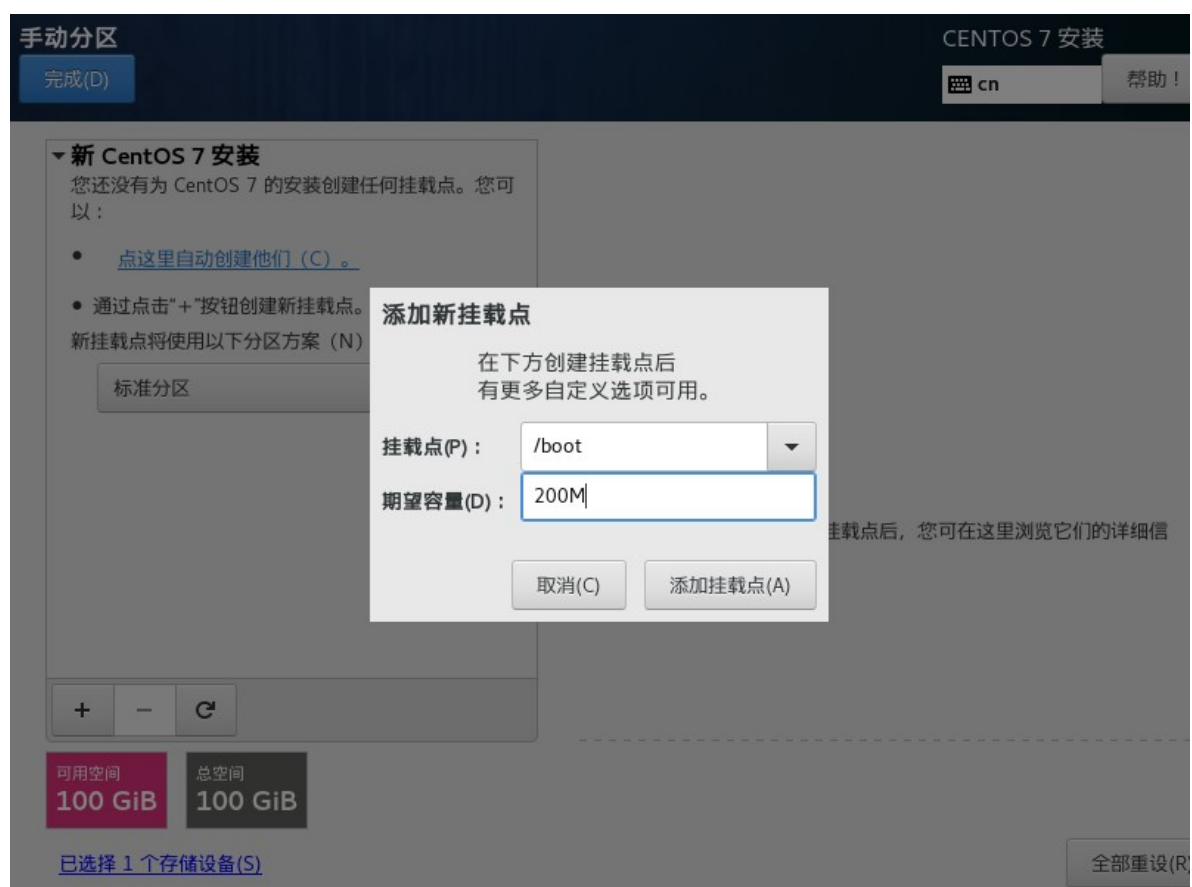 手动分区
CENTOS 7 安装
完成(D)
cn
帮助！
新 CentOS 7 安装
您还没有为 CentOS 7 的安装创建任何挂载点。您可
以：
点这里自动创建他们（C）。
通过点击“+”按钮创建新挂载点。
新挂载点将使用以下分区方案（N）
标准分区
添加新挂载点
在下方创建挂载点后
有更多自定义选项可用。
挂载点(P)：
/boot
期望容量(D)：
200M
挂载点后，您可在这里浏览它们的详细信
取消(C)
添加挂载点(A)
+ −
可用空间
100 GiB
总空间
100 GiB
已选择 1 个存储设备(S)
全部重设(R)